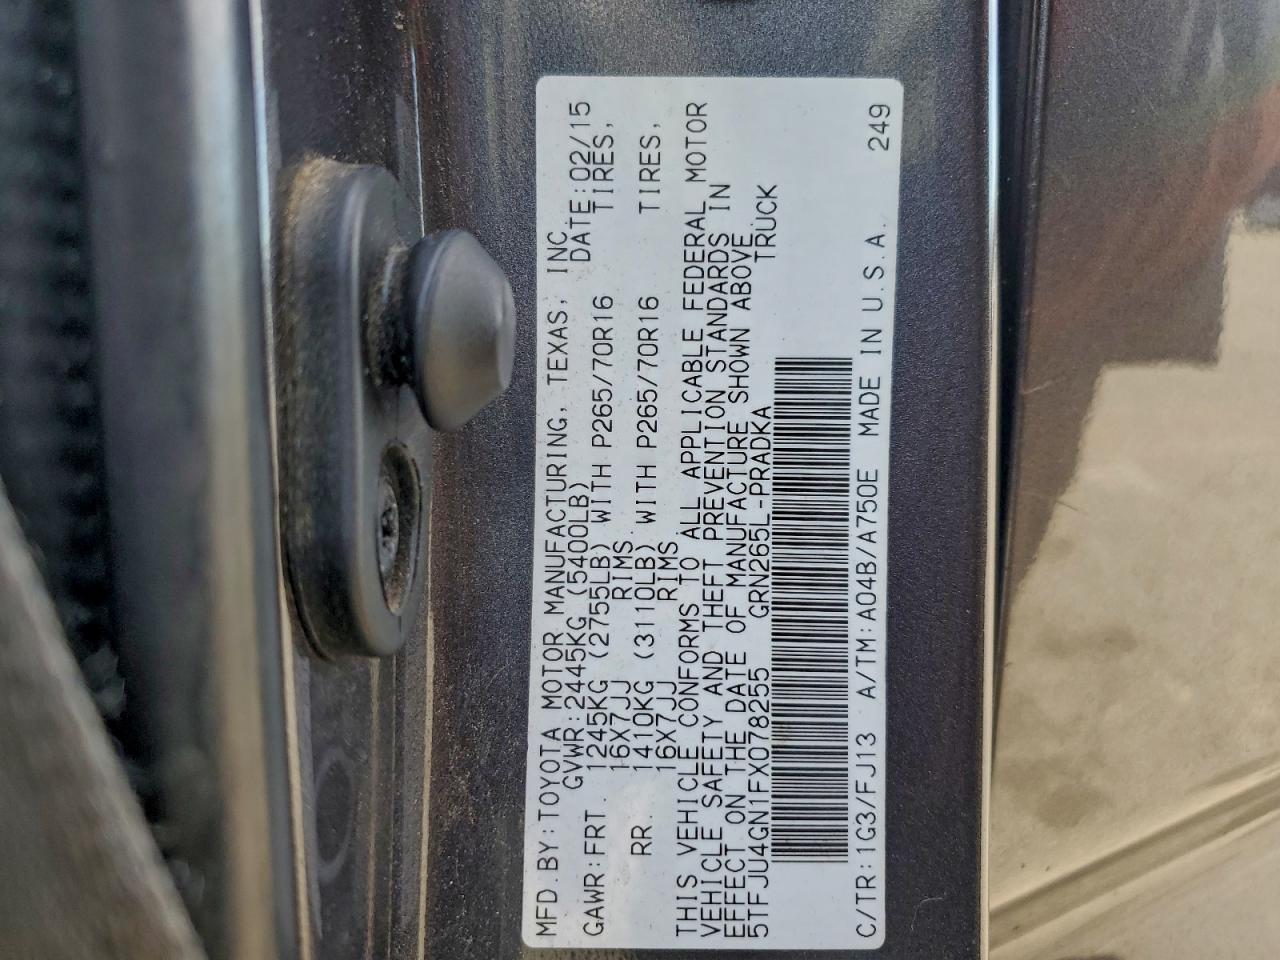 MFD.BY:TOYOTA MOTOR MANUFACTURING, TEXAS, INC.
GVWR:2445KG (5400LB) DATE:02/15
GAWR:FRT. 1245KG (2755LB) WITH P265/70R16 TIRES,
16X7JJ RIMS
RR. 1410KG (3110LB) WITH P265/70R16 TIRES,
16X7JJ RIMS
THIS VEHICLE CONFORMS TO ALL APPLICABLE FEDERAL MOTOR
VEHICLE SAFETY AND THEFT PREVENTION STANDARDS IN
EFFECT ON THE DATE OF MANUFACTURE SHOWN ABOVE.
5TFJU4GN1FX078255 GRN265L-PRADKA TRUCK
C/TR:1G3/FJ13 A/TM:A04B/A750E MADE IN U.S.A. 249